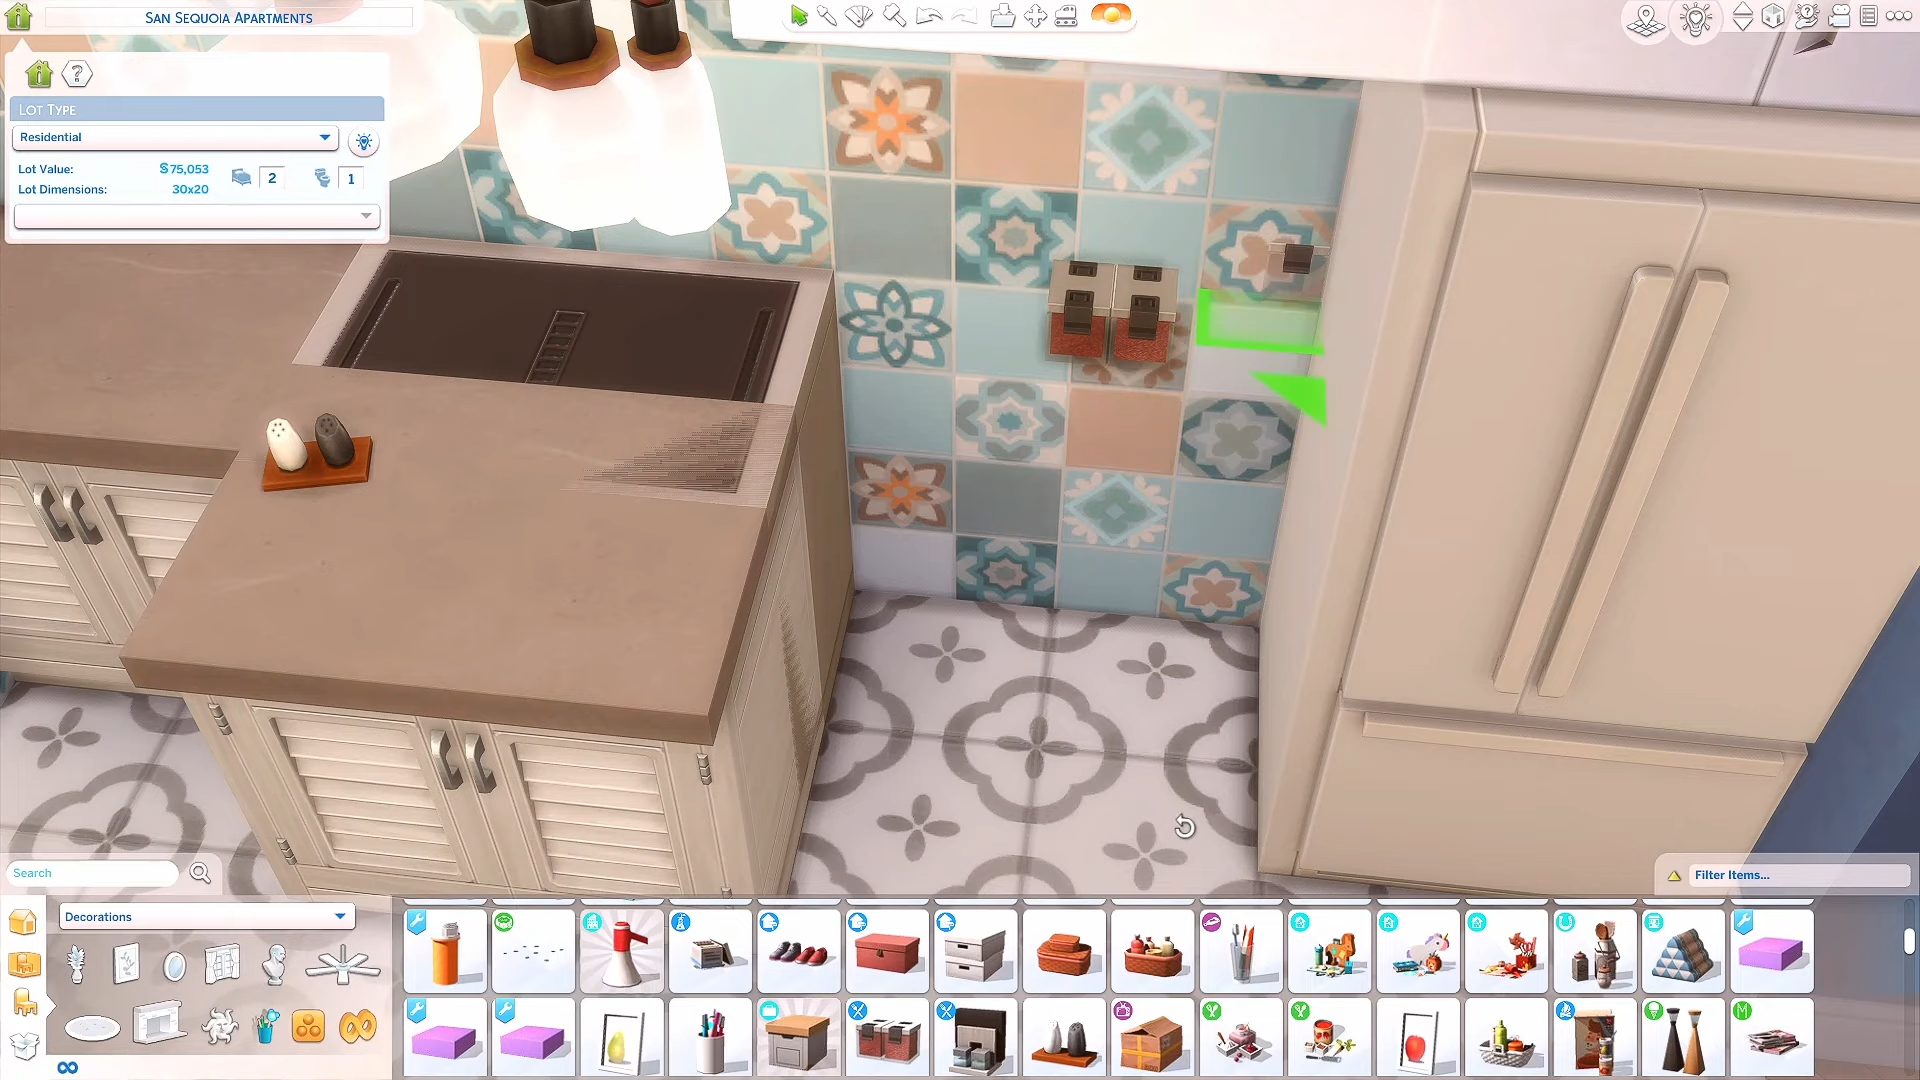 San Sequoia Apartments
?
Lot Type
Residential
Lot Value: §75,053
2
1
Lot Dimensions: 30x20
Search
Filter Items...
Decorations
M